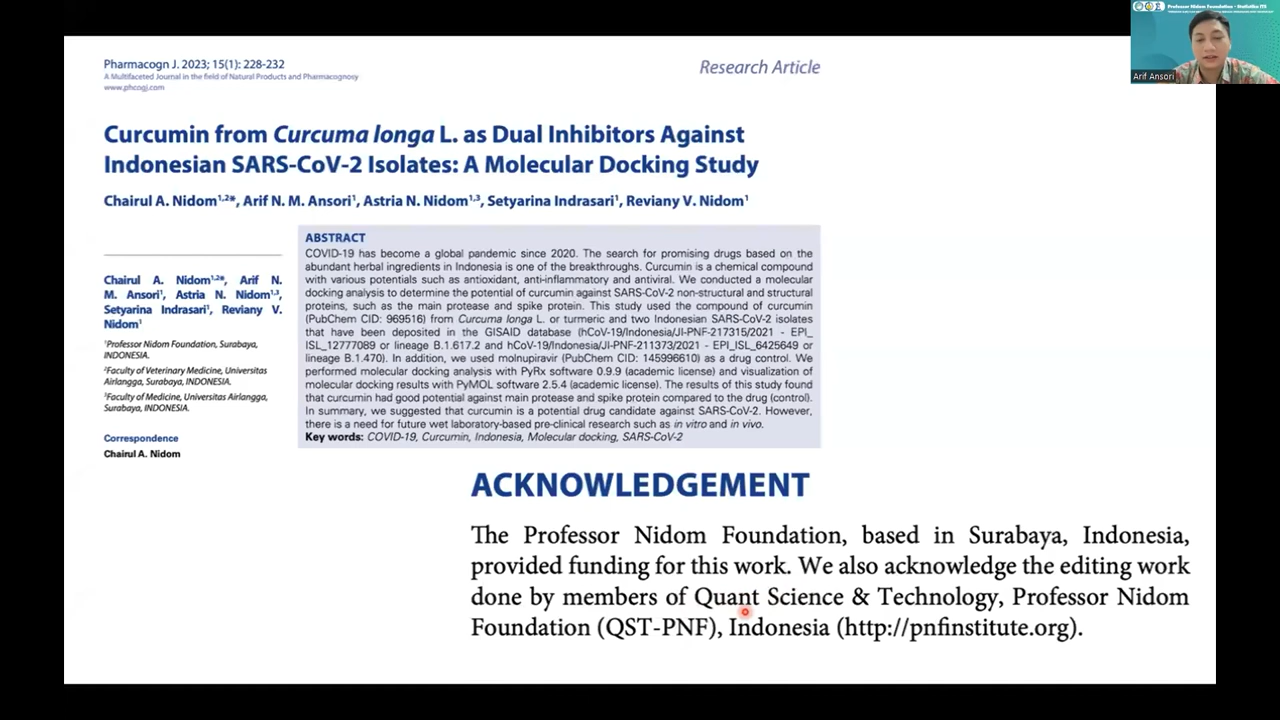 Professor Nidom Foundation - Statistika ITS
Arif Ansori
Pharmacogn J. 2023; 15(1): 228-232
A Multifaceted Journal in the field of Natural Products and Pharmacognosy
www.phcogj.com
Research Article
Curcumin from Curcuma longa L. as Dual Inhibitors Against
Indonesian SARS-CoV-2 Isolates: A Molecular Docking Study
Chairul A. Nidom1,2*, Arif N. M. Ansori1, Astria N. Nidom1,3, Setyarina Indrasari1, Reviany V. Nidom1
Chairul A. Nidom1,2*, Arif N.
M. Ansori1, Astria N. Nidom1,3,
Setyarina Indrasari1, Reviany V.
Nidom1
1Professor Nidom Foundation, Surabaya,
INDONESIA.
2Faculty of Veterinary Medicine, Universitas
Airlangga, Surabaya, INDONESIA.
3Faculty of Medicine, Universitas Airlangga,
Surabaya, INDONESIA.
Correspondence
Chairul A. Nidom
ABSTRACT
COVID-19 has become a global pandemic since 2020. The search for promising drugs based on the
abundant herbal ingredients in Indonesia is one of the breakthroughs. Curcumin is a chemical compound
with various potentials such as antioxidant, anti-inflammatory and antiviral. We conducted a molecular
docking analysis to determine the potential of curcumin against SARS-CoV-2 non-structural and structural
proteins, such as the main protease and spike protein. This study used the compound of curcumin
(PubChem CID: 969516) from Curcuma longa L. or turmeric and two Indonesian SARS-CoV-2 isolates
that have been deposited in the GISAID database (hCoV-19/Indonesia/JI-PNF-217315/2021 - EPI_
ISL_12777089 or lineage B.1.617.2 and hCoV-19/Indonesia/JI-PNF-211373/2021 - EPI_ISL_6425649 or
lineage B.1.470). In addition, we used molnupiravir (PubChem CID: 145996610) as a drug control. We
performed molecular docking analysis with PyRx software 0.9.9 (academic license) and visualization of
molecular docking results with PyMOL software 2.5.4 (academic license). The results of this study found
that curcumin had good potential against main protease and spike protein compared to the drug (control).
In summary, we suggested that curcumin is a potential drug candidate against SARS-CoV-2. However,
there is a need for future wet laboratory-based pre-clinical research such as in vitro and in vivo.
Key words: COVID-19, Curcumin, Indonesia, Molecular docking, SARS-CoV-2
ACKNOWLEDGEMENT
The Professor Nidom Foundation, based in Surabaya, Indonesia,
provided funding for this work. We also acknowledge the editing work
done by members of Quant Science & Technology, Professor Nidom
Foundation (QST-PNF), Indonesia (http://pnfinstitute.org).